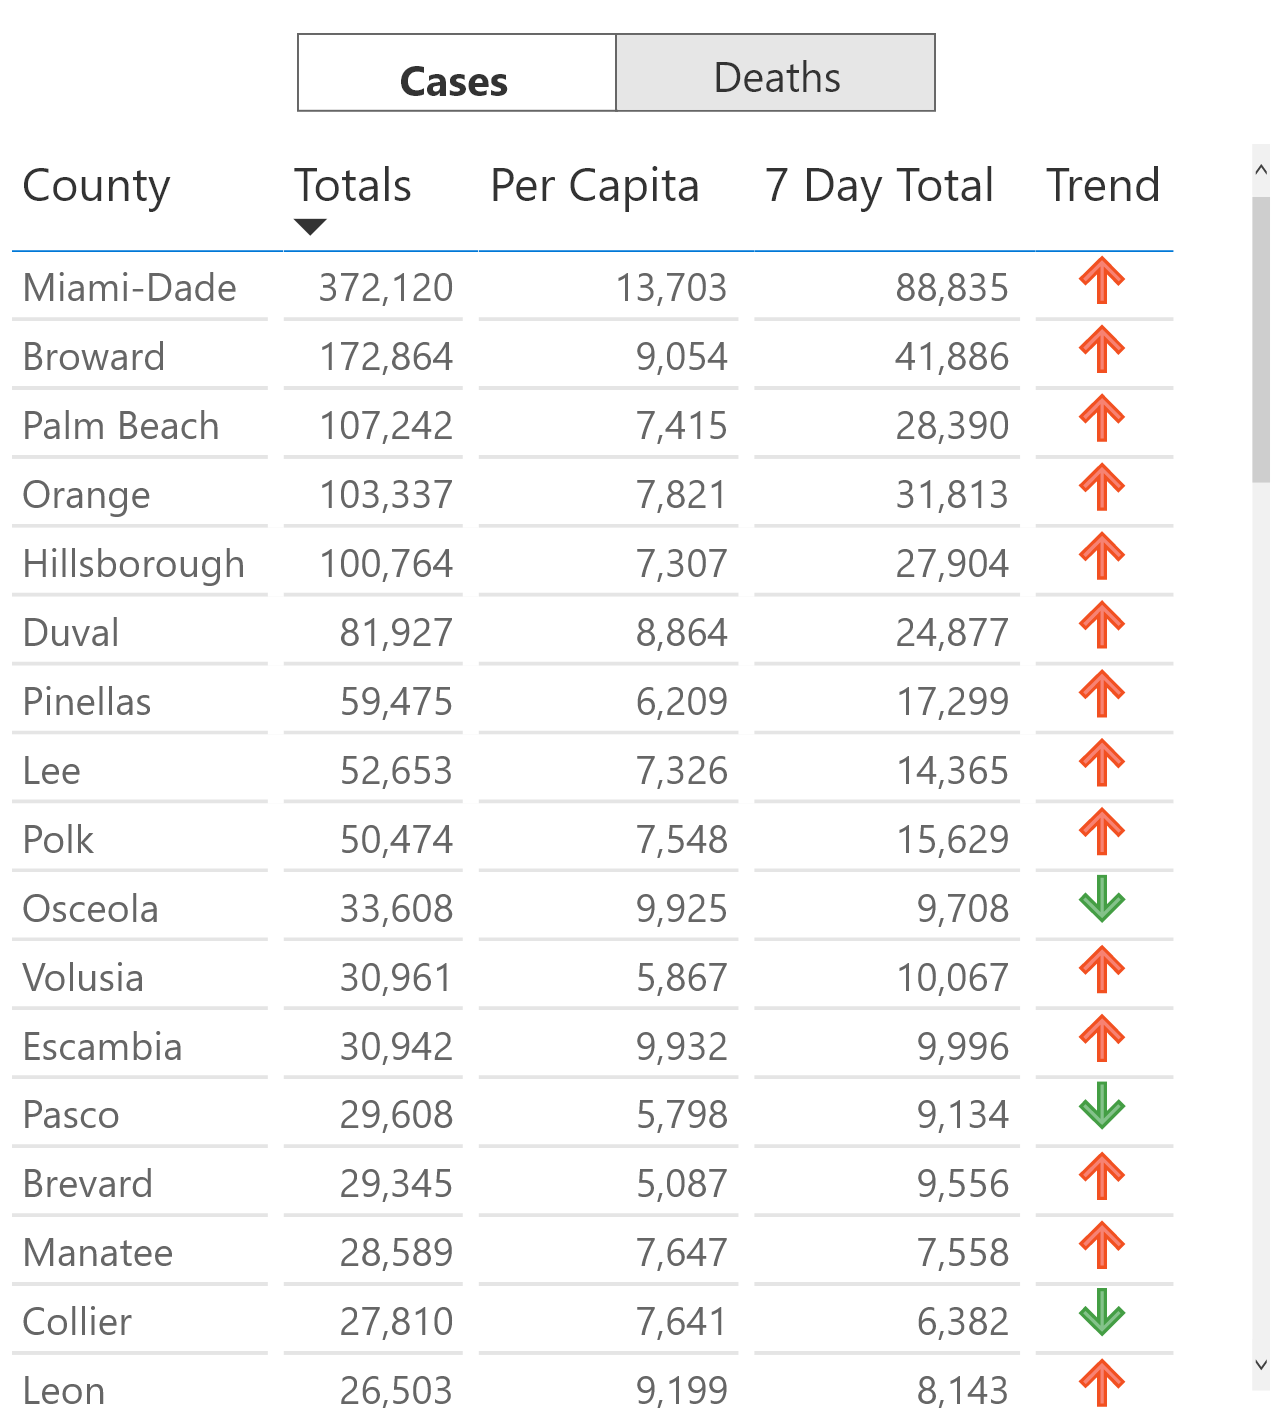 Cases Deaths
County Totals Per Capita 7 Day Total Trend
Miami-Dade 372,120 13,703 88,835
Broward 172,864 9,054 41,886
Palm Beach 107,242 7,415 28,390
Orange 103,337 7,821 31,813
Hillsborough 100,764 7,307 27,904
Duval 81,927 8,864 24,877
Pinellas 59,475 6,209 17,299
Lee 52,653 7,326 14,365
Polk 50,474 7,548 15,629
Osceola 33,608 9,925 9,708
Volusia 30,961 5,867 10,067
Escambia 30,942 9,932 9,996
Pasco 29,608 5,798 9,134
Brevard 29,345 5,087 9,556
Manatee 28,589 7,647 7,558
Collier 27,810 7,641 6,382
Leon 26,503 9,199 8,143